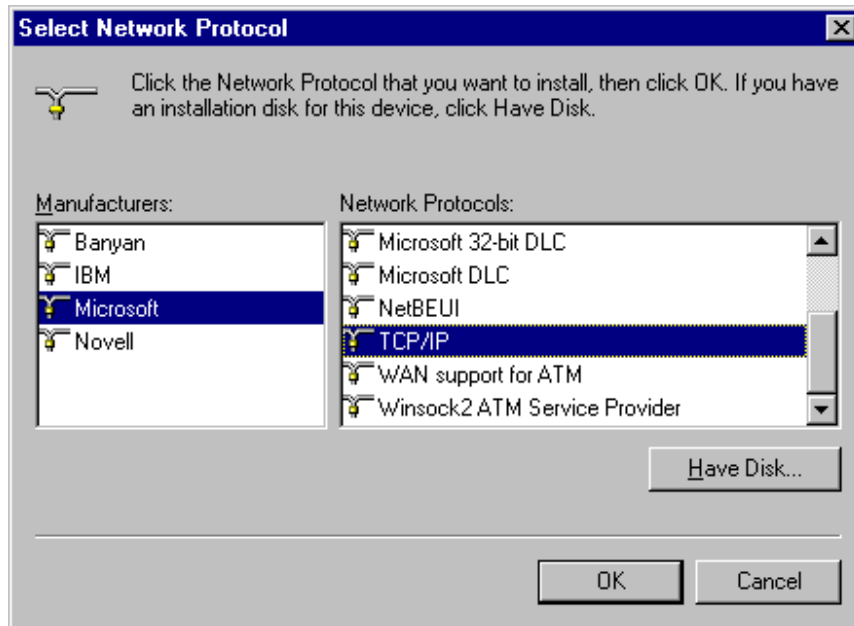 Select Network Protocol
Click the Network Protocol that you want to install, then click OK. If you have
an installation disk for this device, click Have Disk.
Manufacturers:
Banyan
IBM
Microsoft
Novell
Network Protocols:
Microsoft 32-bit DLC
Microsoft DLC
NetBEUI
TCP/IP
WAN support for ATM
Winsock2 ATM Service Provider
Have Disk...
OK
Cancel